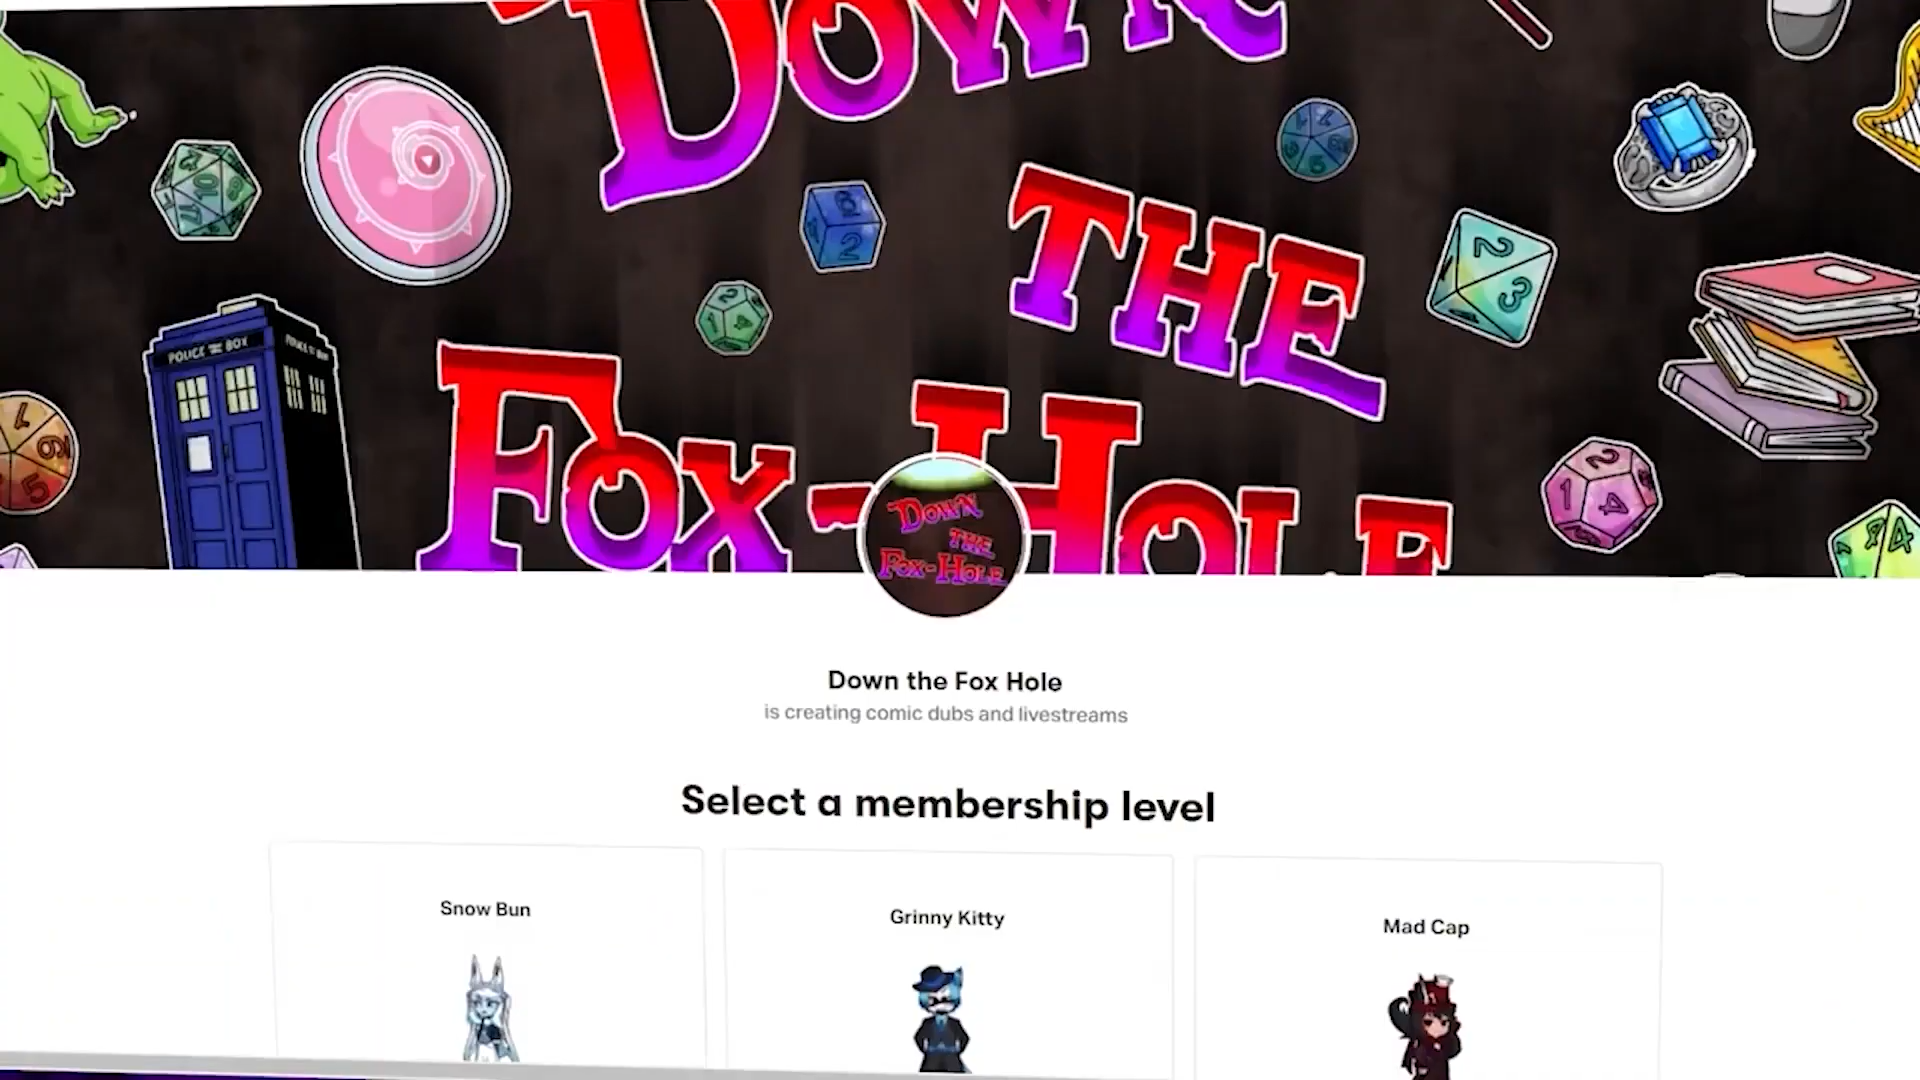 DOWN
THE
FOX-HOLE
POLICE BOX
DOWN
THE
FOX-HOLE
Down the Fox Hole
is creating comic dubs and livestreams
Select a membership level
Snow Bun
Grinny Kitty
Mad Cap